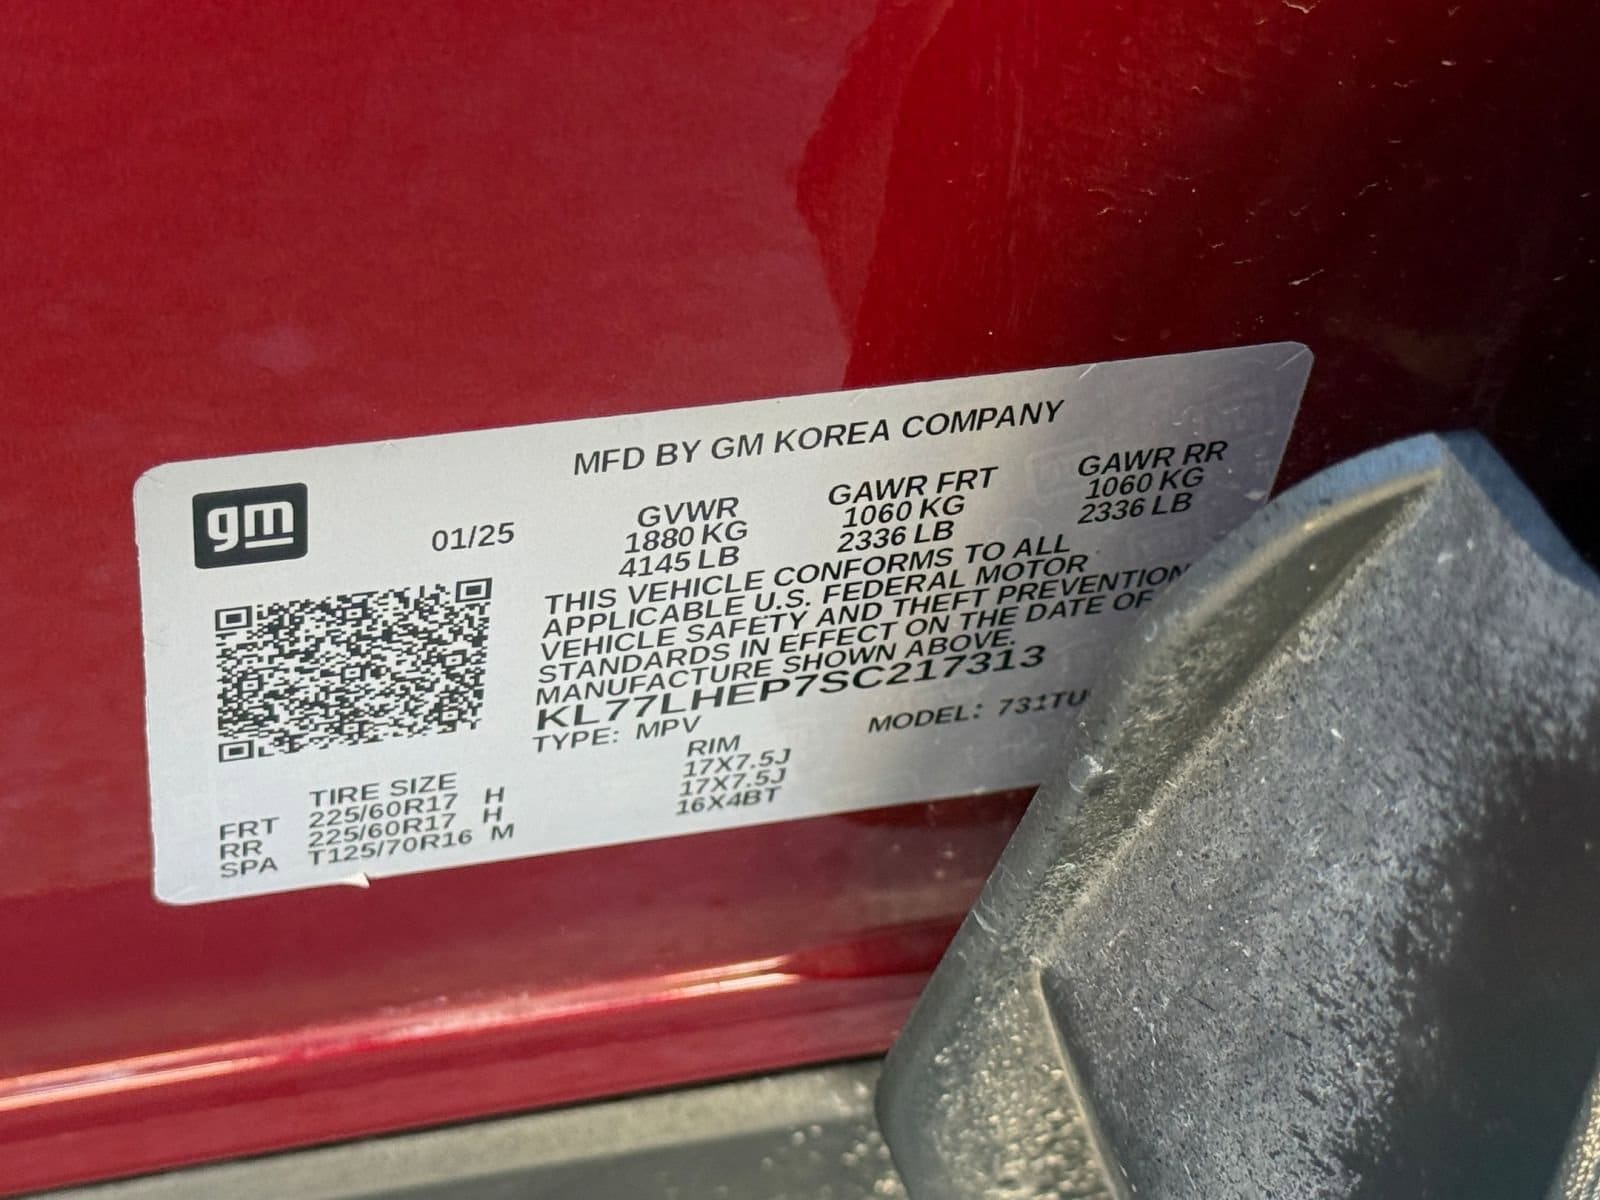 MFD BY GM KOREA COMPANY
gm
01/25
GVWR GAWR FRT GAWR RR
1880 KG 1060 KG 1060 KG
4145 LB 2336 LB 2336 LB
THIS VEHICLE CONFORMS TO ALL
APPLICABLE U.S. FEDERAL MOTOR
VEHICLE SAFETY AND THEFT PREVENTION
STANDARDS IN EFFECT ON THE DATE OF
MANUFACTURE SHOWN ABOVE.
KL77LHEP7SC217313
TYPE: MPV MODEL: 731TU
TIRE SIZE RIM
FRT 225/60R17 H 17X7.5J
RR 225/60R17 H 17X7.5J
SPA T125/70R16 M 16X4BT